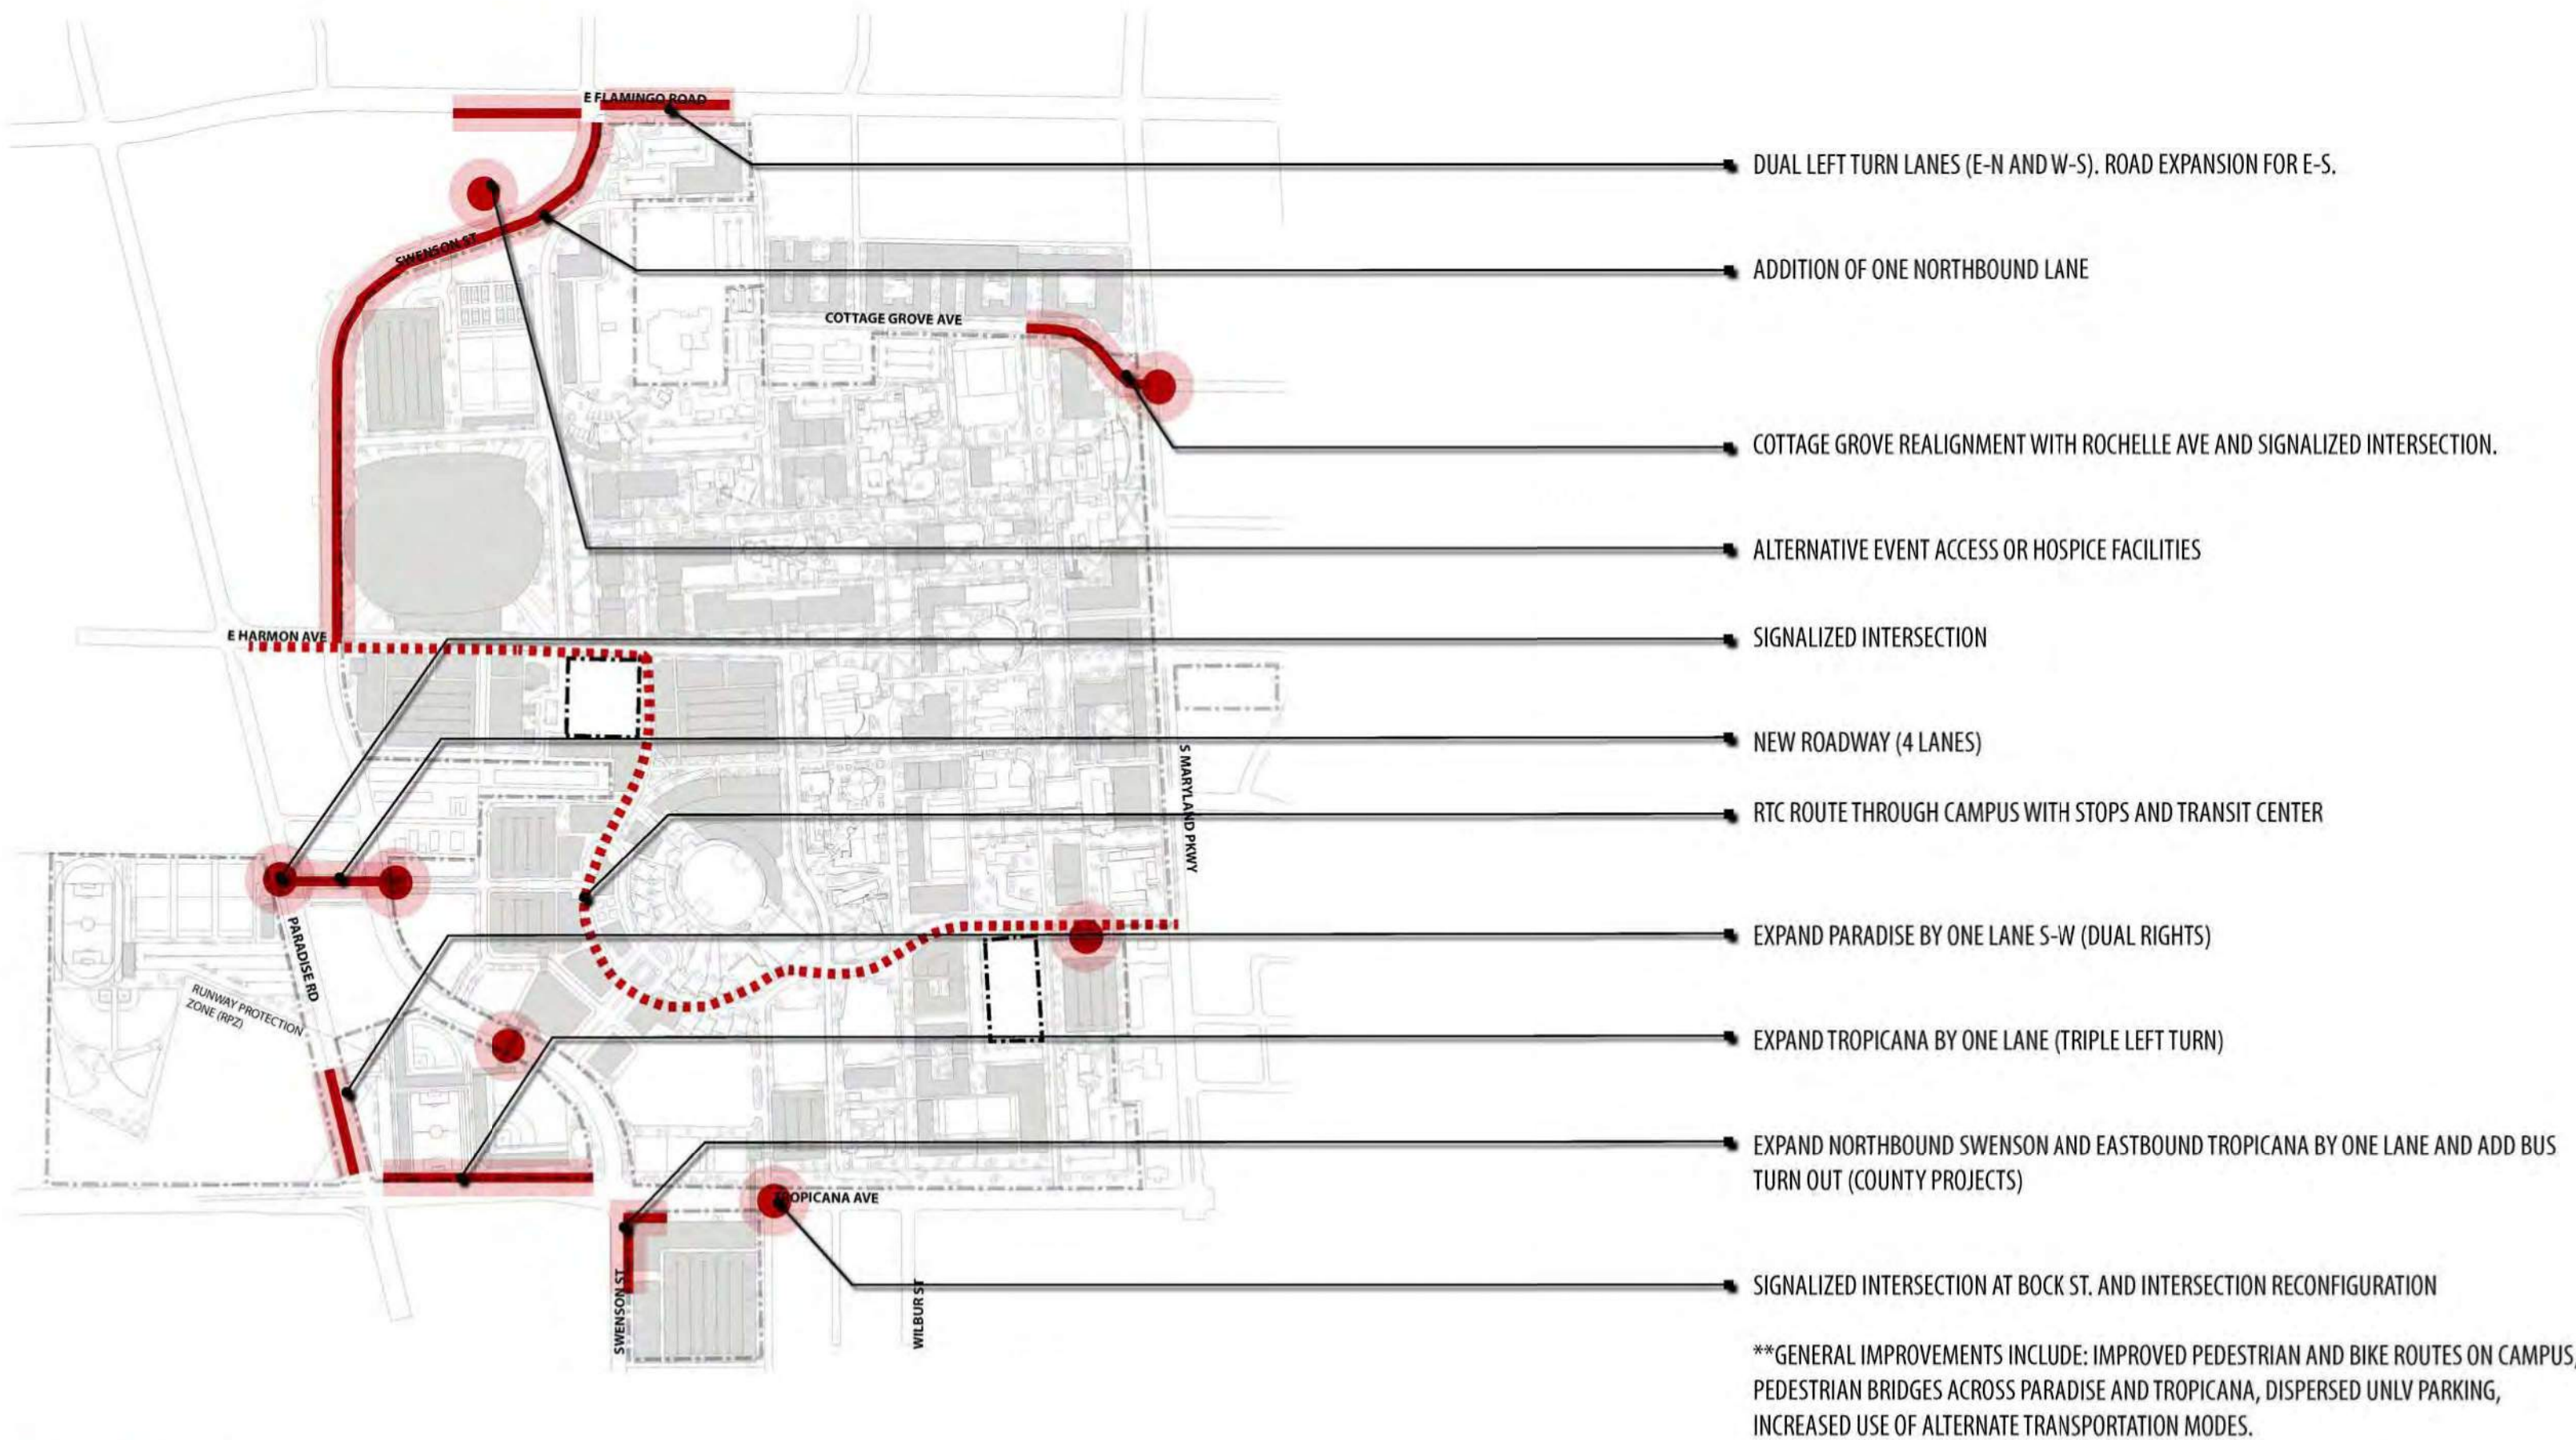 E FLAMINGO ROAD
DUAL LEFT TURN LANES (E-N AND W-S). ROAD EXPANSION FOR E-S.
SWENSON ST
ADDITION OF ONE NORTHBOUND LANE
COTTAGE GROVE AVE
COTTAGE GROVE REALIGNMENT WITH ROCHELLE AVE AND SIGNALIZED INTERSECTION.
ALTERNATIVE EVENT ACCESS OR HOSPICE FACILITIES
E HARMON AVE
SIGNALIZED INTERSECTION
NEW ROADWAY (4 LANES)
S MARYLAND PKWY
RTC ROUTE THROUGH CAMPUS WITH STOPS AND TRANSIT CENTER
PARADISE RD
EXPAND PARADISE BY ONE LANE S-W (DUAL RIGHTS)
RUNWAY PROTECTION
ZONE (RPZ)
EXPAND TROPICANA BY ONE LANE (TRIPLE LEFT TURN)
EXPAND NORTHBOUND SWENSON AND EASTBOUND TROPICANA BY ONE LANE AND ADD BUS
TURN OUT (COUNTY PROJECTS)
TROPICANA AVE
SWENSON ST
WILBUR ST
SIGNALIZED INTERSECTION AT BOCK ST. AND INTERSECTION RECONFIGURATION
**GENERAL IMPROVEMENTS INCLUDE: IMPROVED PEDESTRIAN AND BIKE ROUTES ON CAMPUS,
PEDESTRIAN BRIDGES ACROSS PARADISE AND TROPICANA, DISPERSED UNLV PARKING,
INCREASED USE OF ALTERNATE TRANSPORTATION MODES.